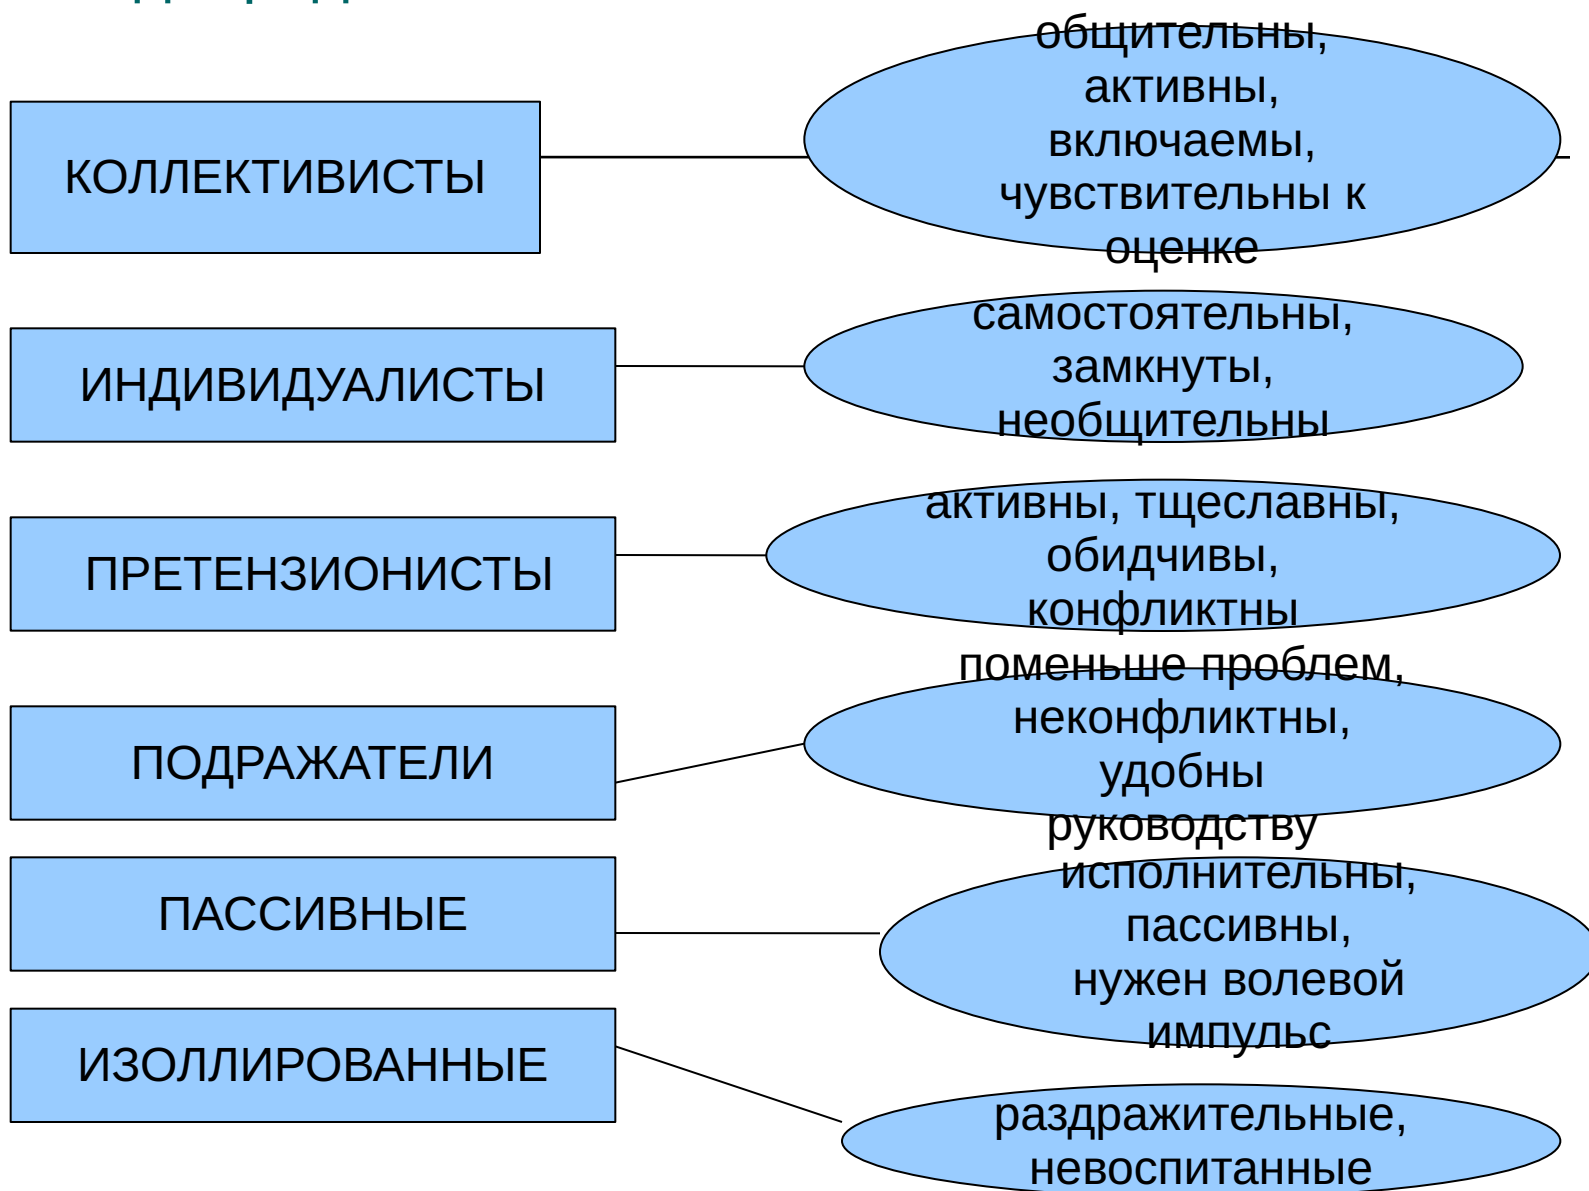 КОЛЛЕКТИВИСТЫ
общительны,
активны,
включаемы,
чувствительны к
оценке
ИНДИВИДУАЛИСТЫ
самостоятельны,
замкнуты,
необщительны
ПРЕТЕНЗИОНИСТЫ
активны, тщеславны,
обидчивы,
конфликтны
ПОДРАЖАТЕЛИ
поменьше проблем,
неконфликтны,
удобны
руководству
ПАССИВНЫЕ
исполнительны,
пассивны,
нужен волевой
импульс
ИЗОЛЛИРОВАННЫЕ
раздражительные,
невоспитанные